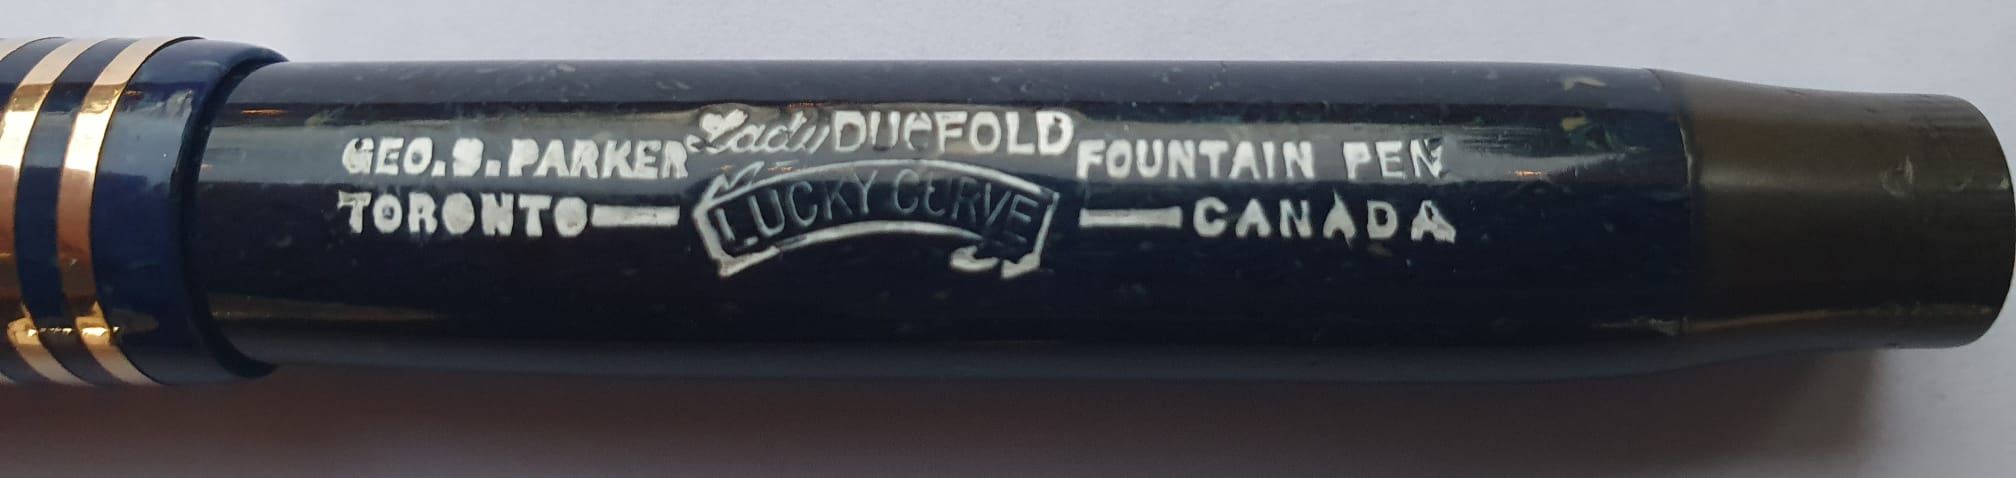 GEO.S.PARKER Lady DUOFOLD FOUNTAIN PEN
TORONTO — LUCKY CURVE — CANADA